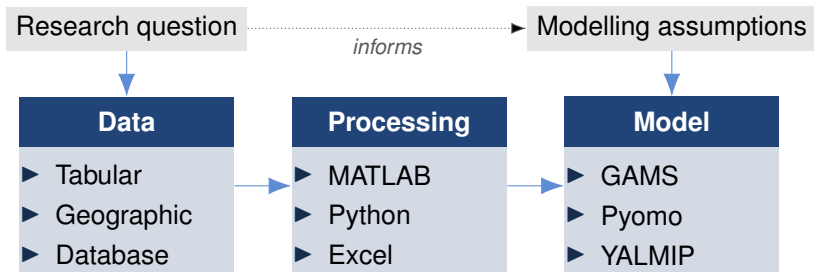 Research question
Modelling assumptions
informs
Data
Processing
Model
Tabular
Geographic
Database
MATLAB
Python
Excel
GAMS
Pyomo
YALMIP